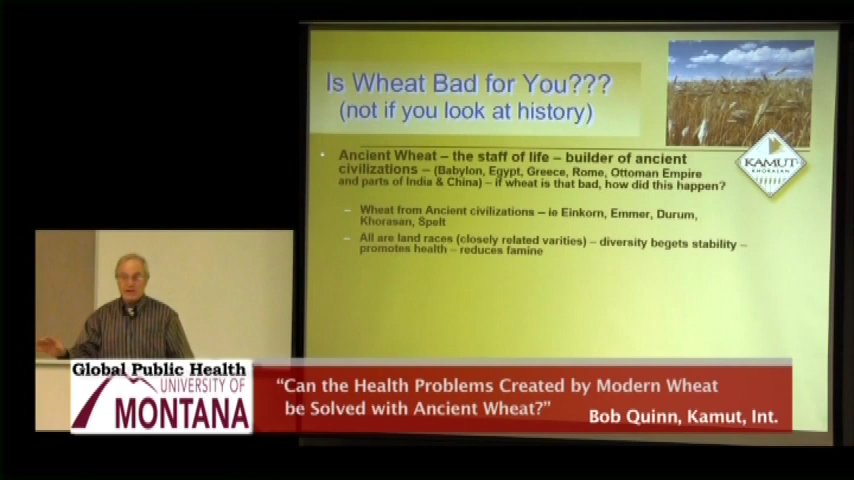 Is Wheat Bad for You???
(not if you look at history)
• Ancient Wheat – the staff of life – builder of ancient
civilizations – (Babylon, Egypt, Greece, Rome, Ottoman Empire
and parts of India & China) – if wheat is that bad, how did this happen?
– Wheat from Ancient civilizations – ie Einkorn, Emmer, Durum,
Khorasan, Spelt
– All are land races (closely related varities) – diversity begets stability –
promotes health – reduces famine
KAMUT
KHORASAN
Global Public Health
UNIVERSITY OF
MONTANA
“Can the Health Problems Created by Modern Wheat
be Solved with Ancient Wheat?”
Bob Quinn, Kamut, Int.